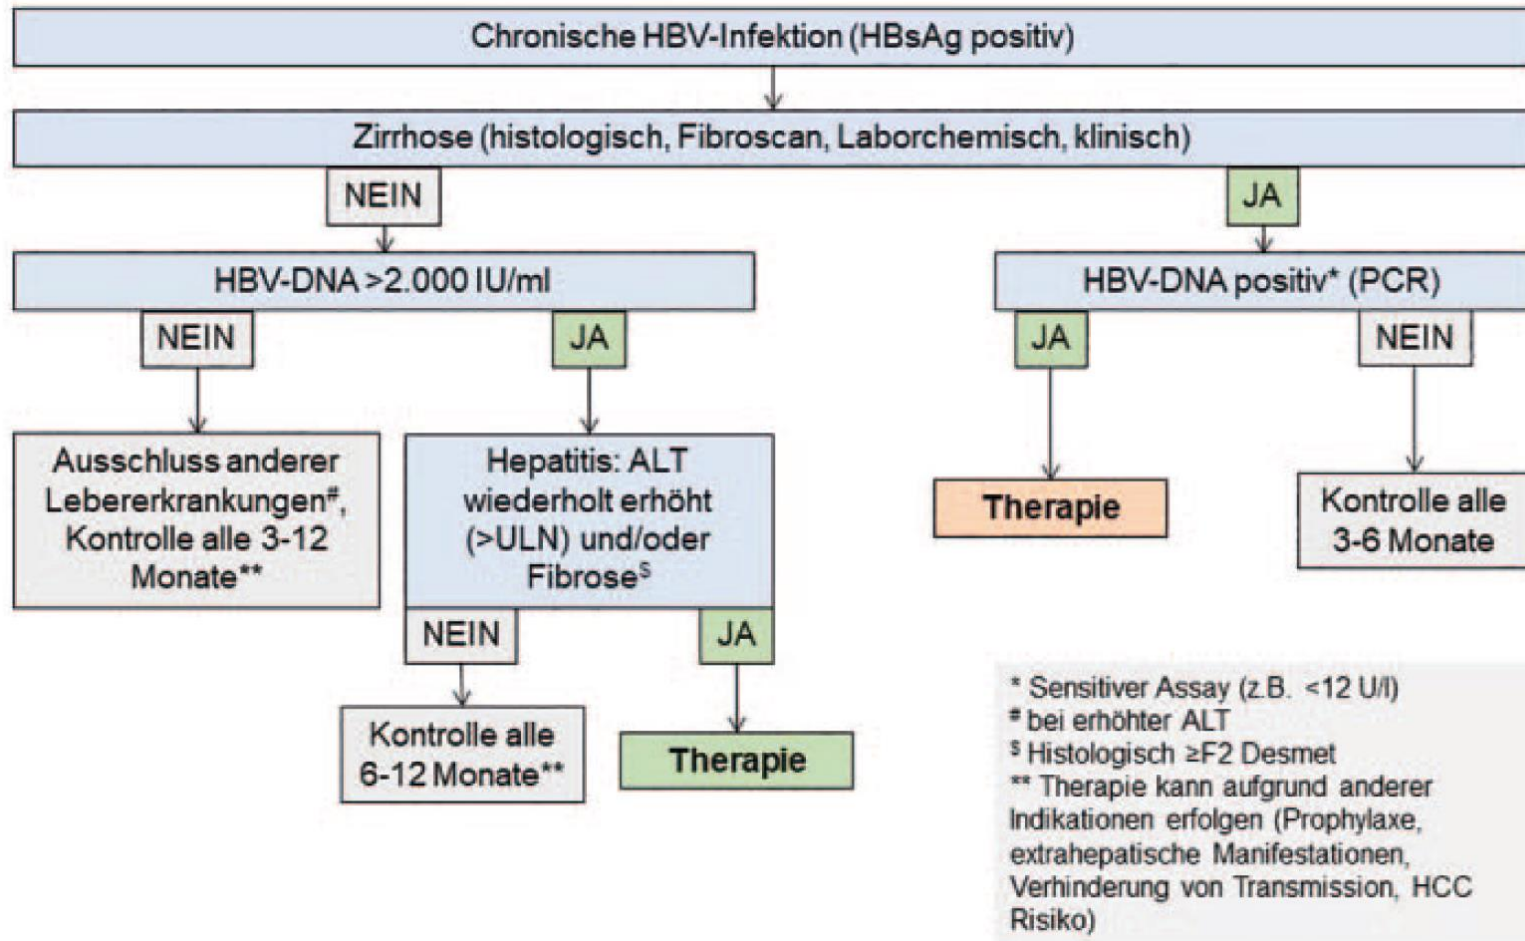 Chronische HBV-Infektion (HBsAg positiv)
Zirrhose (histologisch, Fibroscan, Laborchemisch, klinisch)
NEIN
JA
HBV-DNA >2.000 IU/ml
HBV-DNA positiv* (PCR)
NEIN
JA
JA
NEIN
Ausschluss anderer
Lebererkrankungen#,
Kontrolle alle 3-12
Monate**
Hepatitis: ALT
wiederholt erhöht
(>ULN) und/oder
Fibrose$
Therapie
Kontrolle alle
3-6 Monate
NEIN
JA
Kontrolle alle
6-12 Monate**
Therapie
* Sensitiver Assay (z.B. <12 U/l)
# bei erhöhter ALT
$ Histologisch ≥F2 Desmet
** Therapie kann aufgrund anderer
Indikationen erfolgen (Prophylaxe,
extrahepatische Manifestationen,
Verhinderung von Transmission, HCC
Risiko)